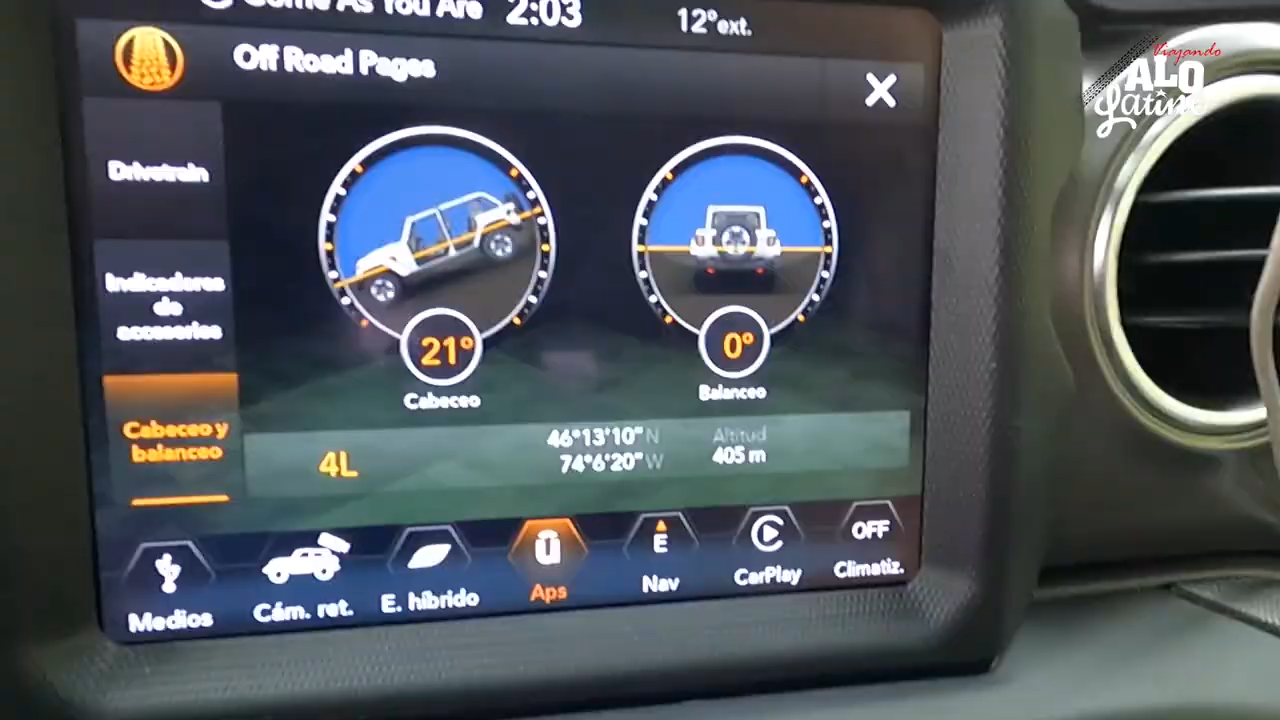 Come As You Are
2:03
12°ext.
Off Road Pages
X
Viajando
ALO
Latino
Drivetrain
Indicadores
de
accesorios
Cabeceo y
balanceo
21°
Cabeceo
0°
Balanceo
4L
46°13'10"N
74°6'20"W
Altitud
405 m
Medios
Cám. ret.
E. híbrido
Aps
E
Nav
CarPlay
OFF
Climatiz.